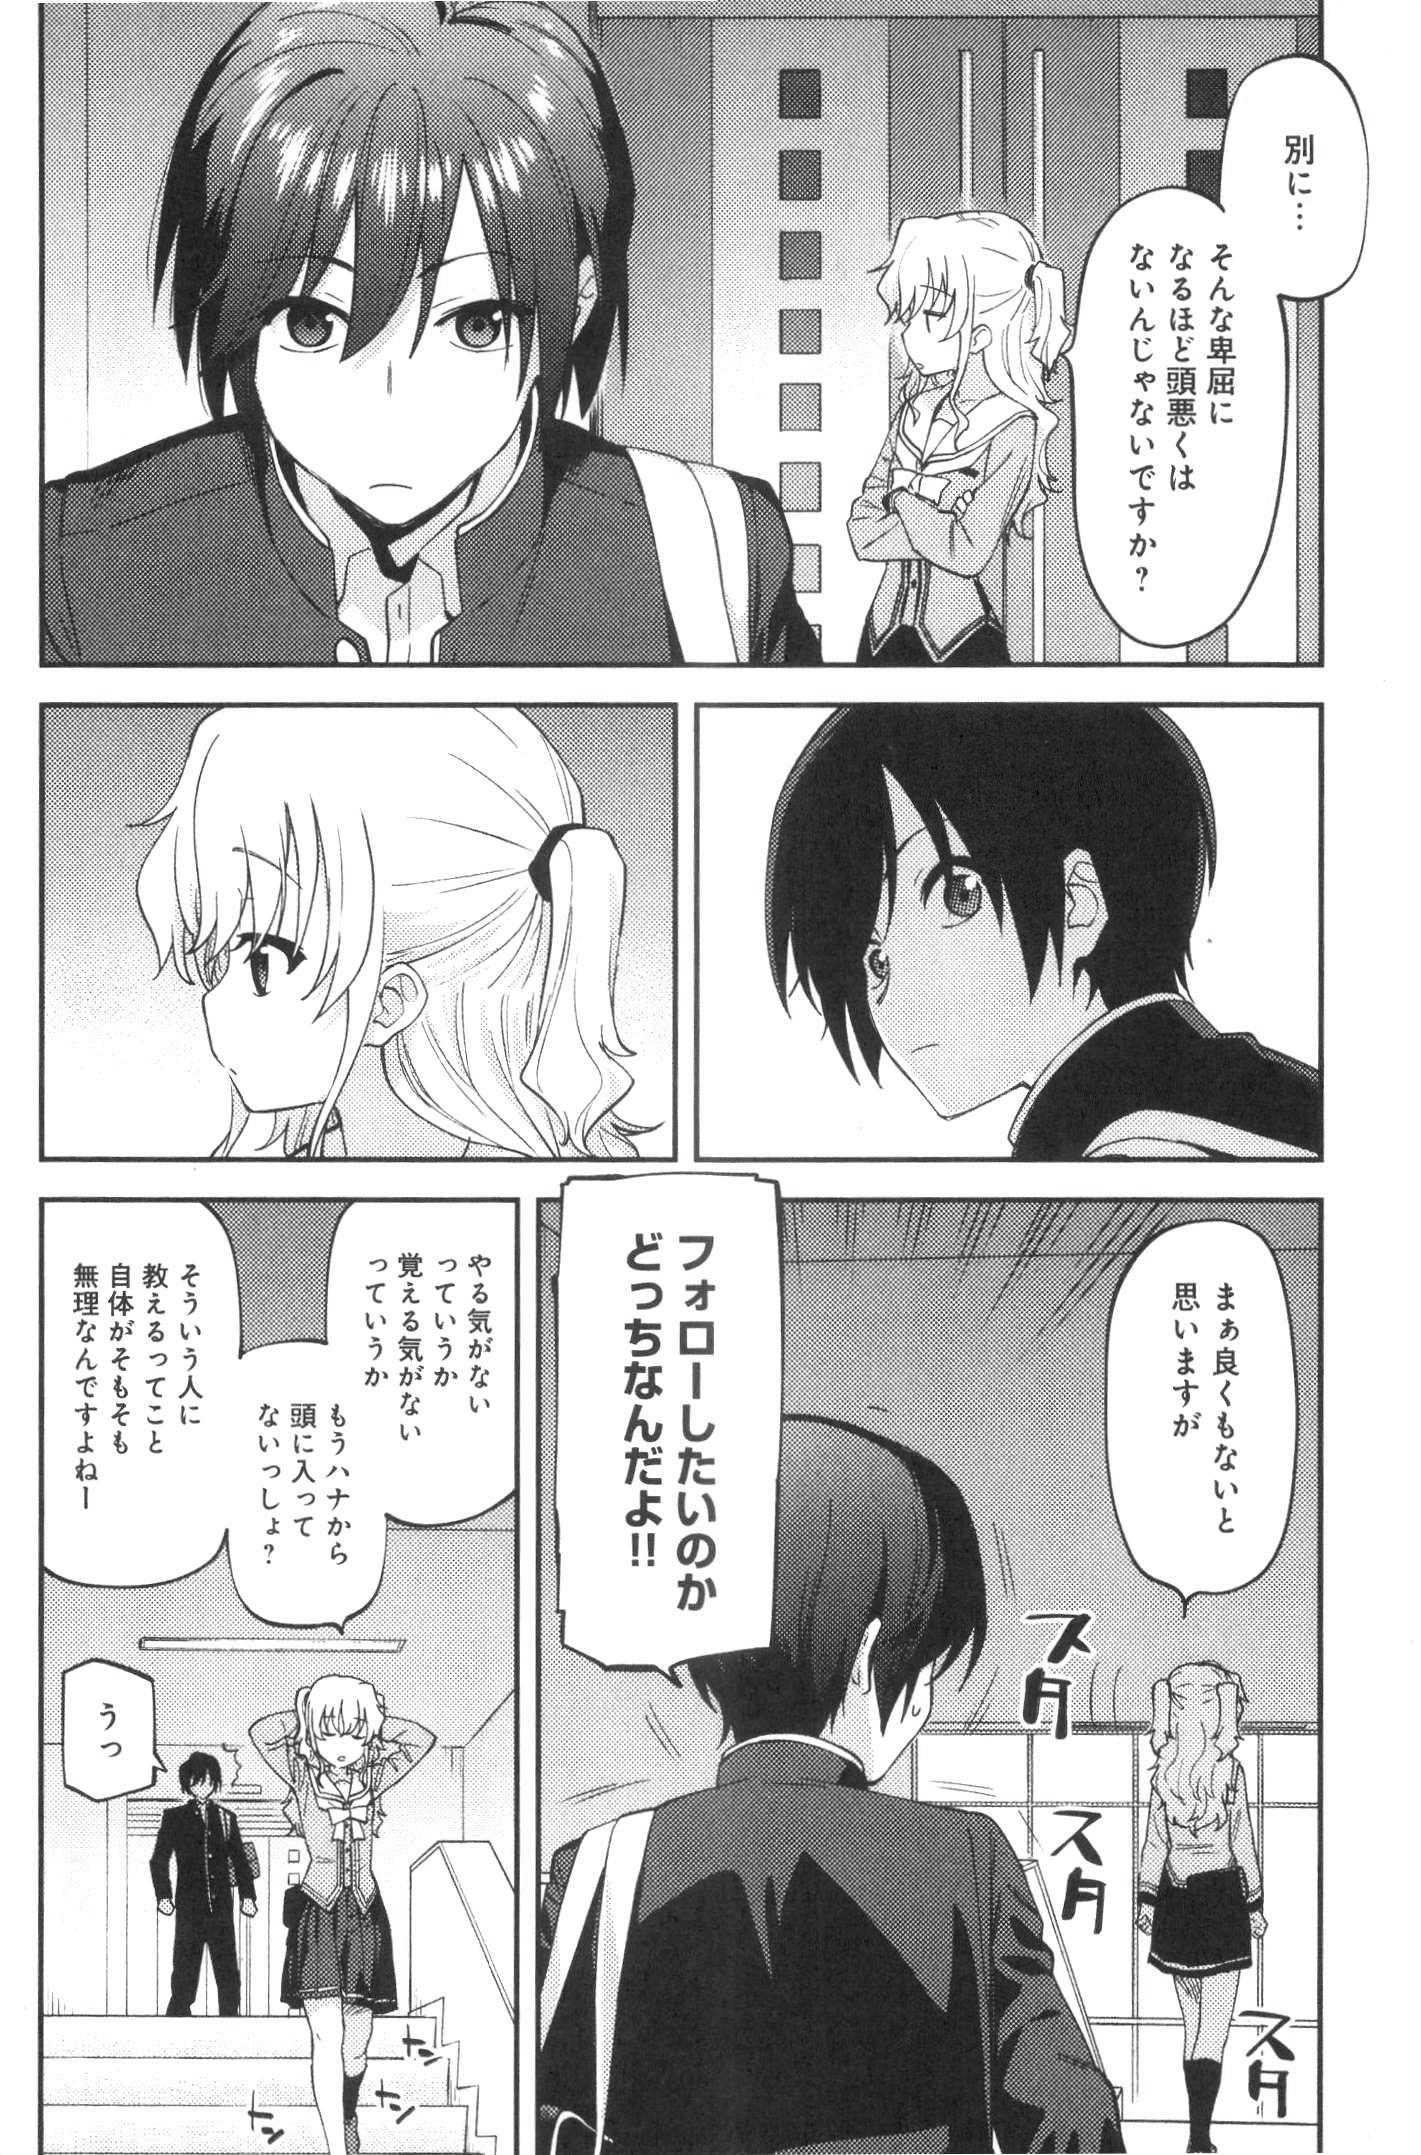 別に…
そんな卑屈に
なるほど頭悪くは
ないんじゃないですか?
まぁ良くもないと
思いますが
スタ
スタ
スタ
フォローしたいのか
どっちなんだよ!!
やる気がない
っていうか
覚える気がない
っていうか
もうハナから
頭に入って
ないっしょ?
そういう人に
教えるってこと
自体がそもそも
無理なんですよねー
うっ
トン
トン
トン